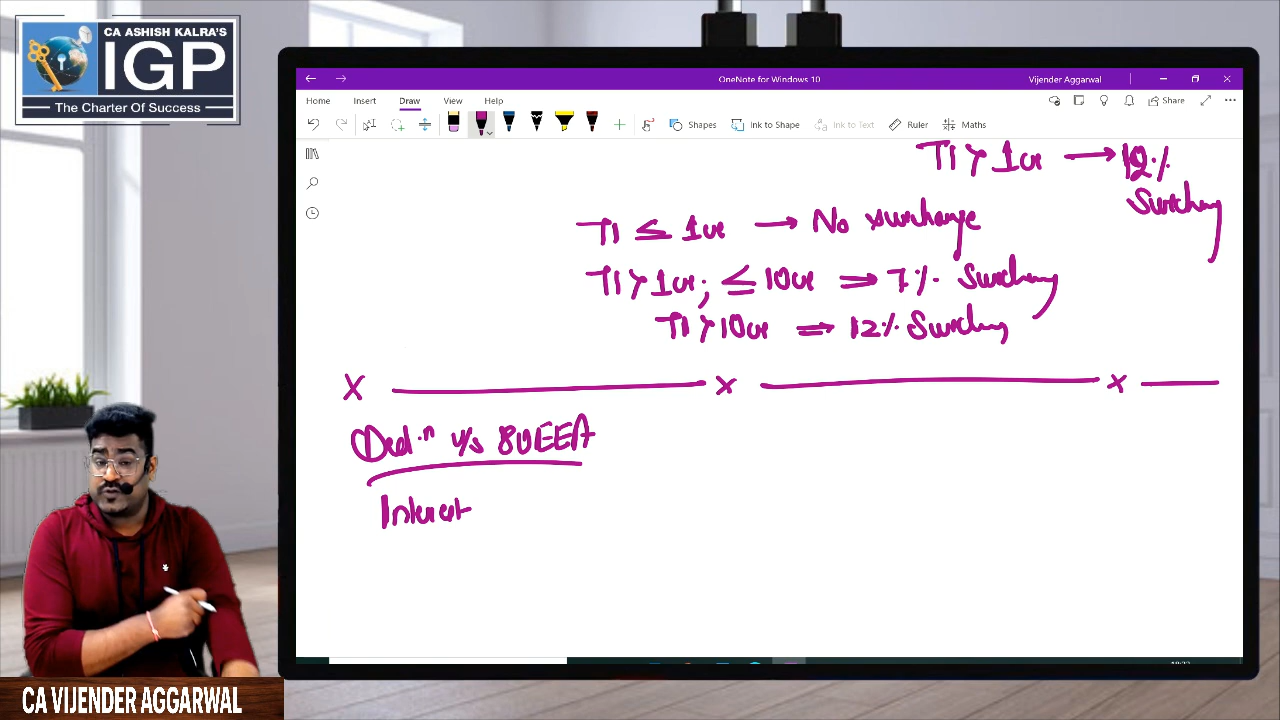 CA ASHISH KALRA'S
IGP
The Charter Of Success
OneNote for Windows 10
Vijender Aggarwal
Home Insert Draw View Help
Share
Shapes
Ink to Shape
Ink to Text
Ruler
Maths
TI > 1cr → 12%
Surcharge
TI ≤ 1cr → No surcharge
TI > 1cr; ≤ 10cr ⇒ 7% Surcharge
TI > 10cr ⇒ 12% Surcharge
X ——— X ——— X ———
Ded.n u/s 80EEA
Interest
CA VIJENDER AGGARWAL